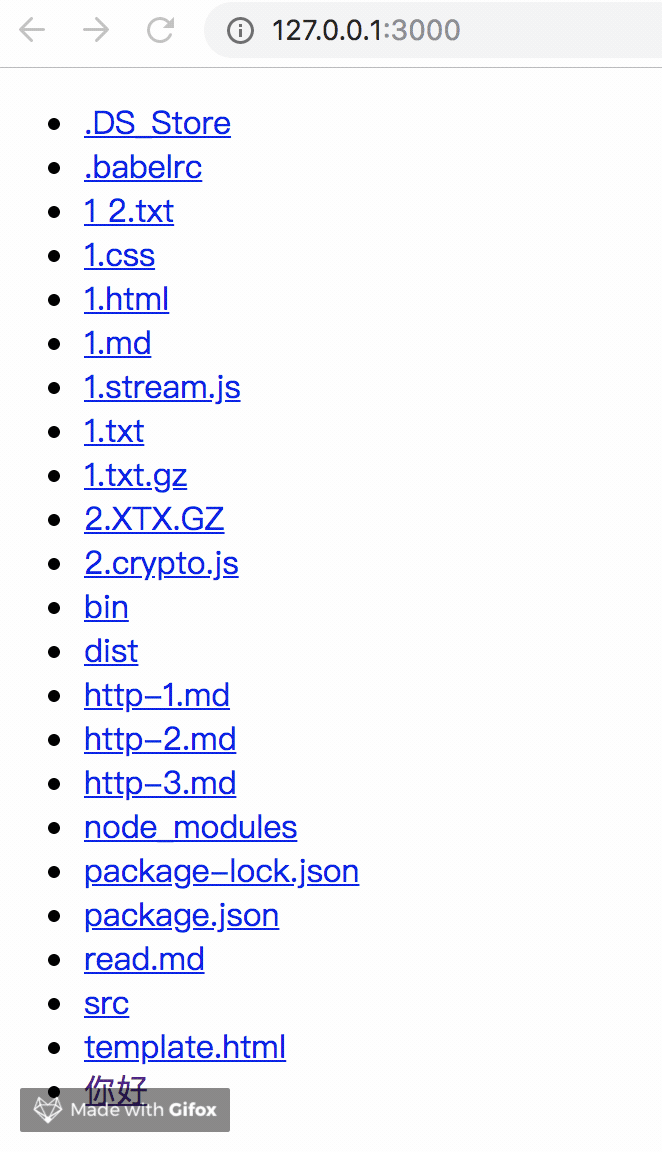 127.0.0.1:3000
.DS_Store
.babelrc
1 2.txt
1.css
1.html
1.md
1.stream.js
1.txt
1.txt.gz
2.XTX.GZ
2.crypto.js
bin
dist
http-1.md
http-2.md
http-3.md
node_modules
package-lock.json
package.json
read.md
src
template.html
你好
Made with Gifox